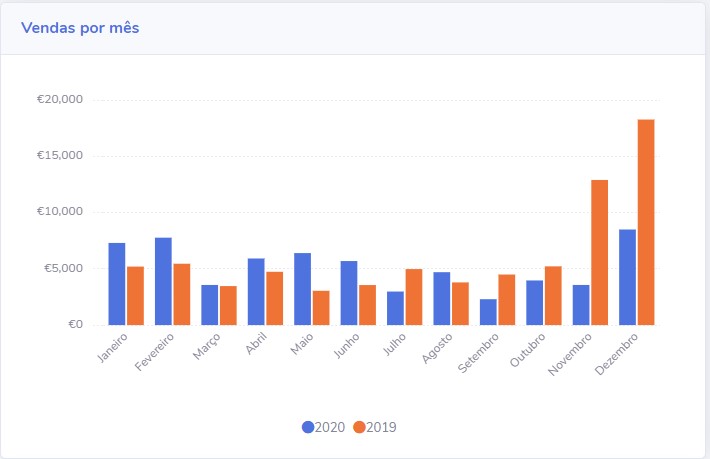 Vendas por mês
€20,000
€15,000
€10,000
€5,000
€0
Janeiro
Fevereiro
Março
Abril
Maio
Junho
Julho
Agosto
Setembro
Outubro
Novembro
Dezembro
2020 2019